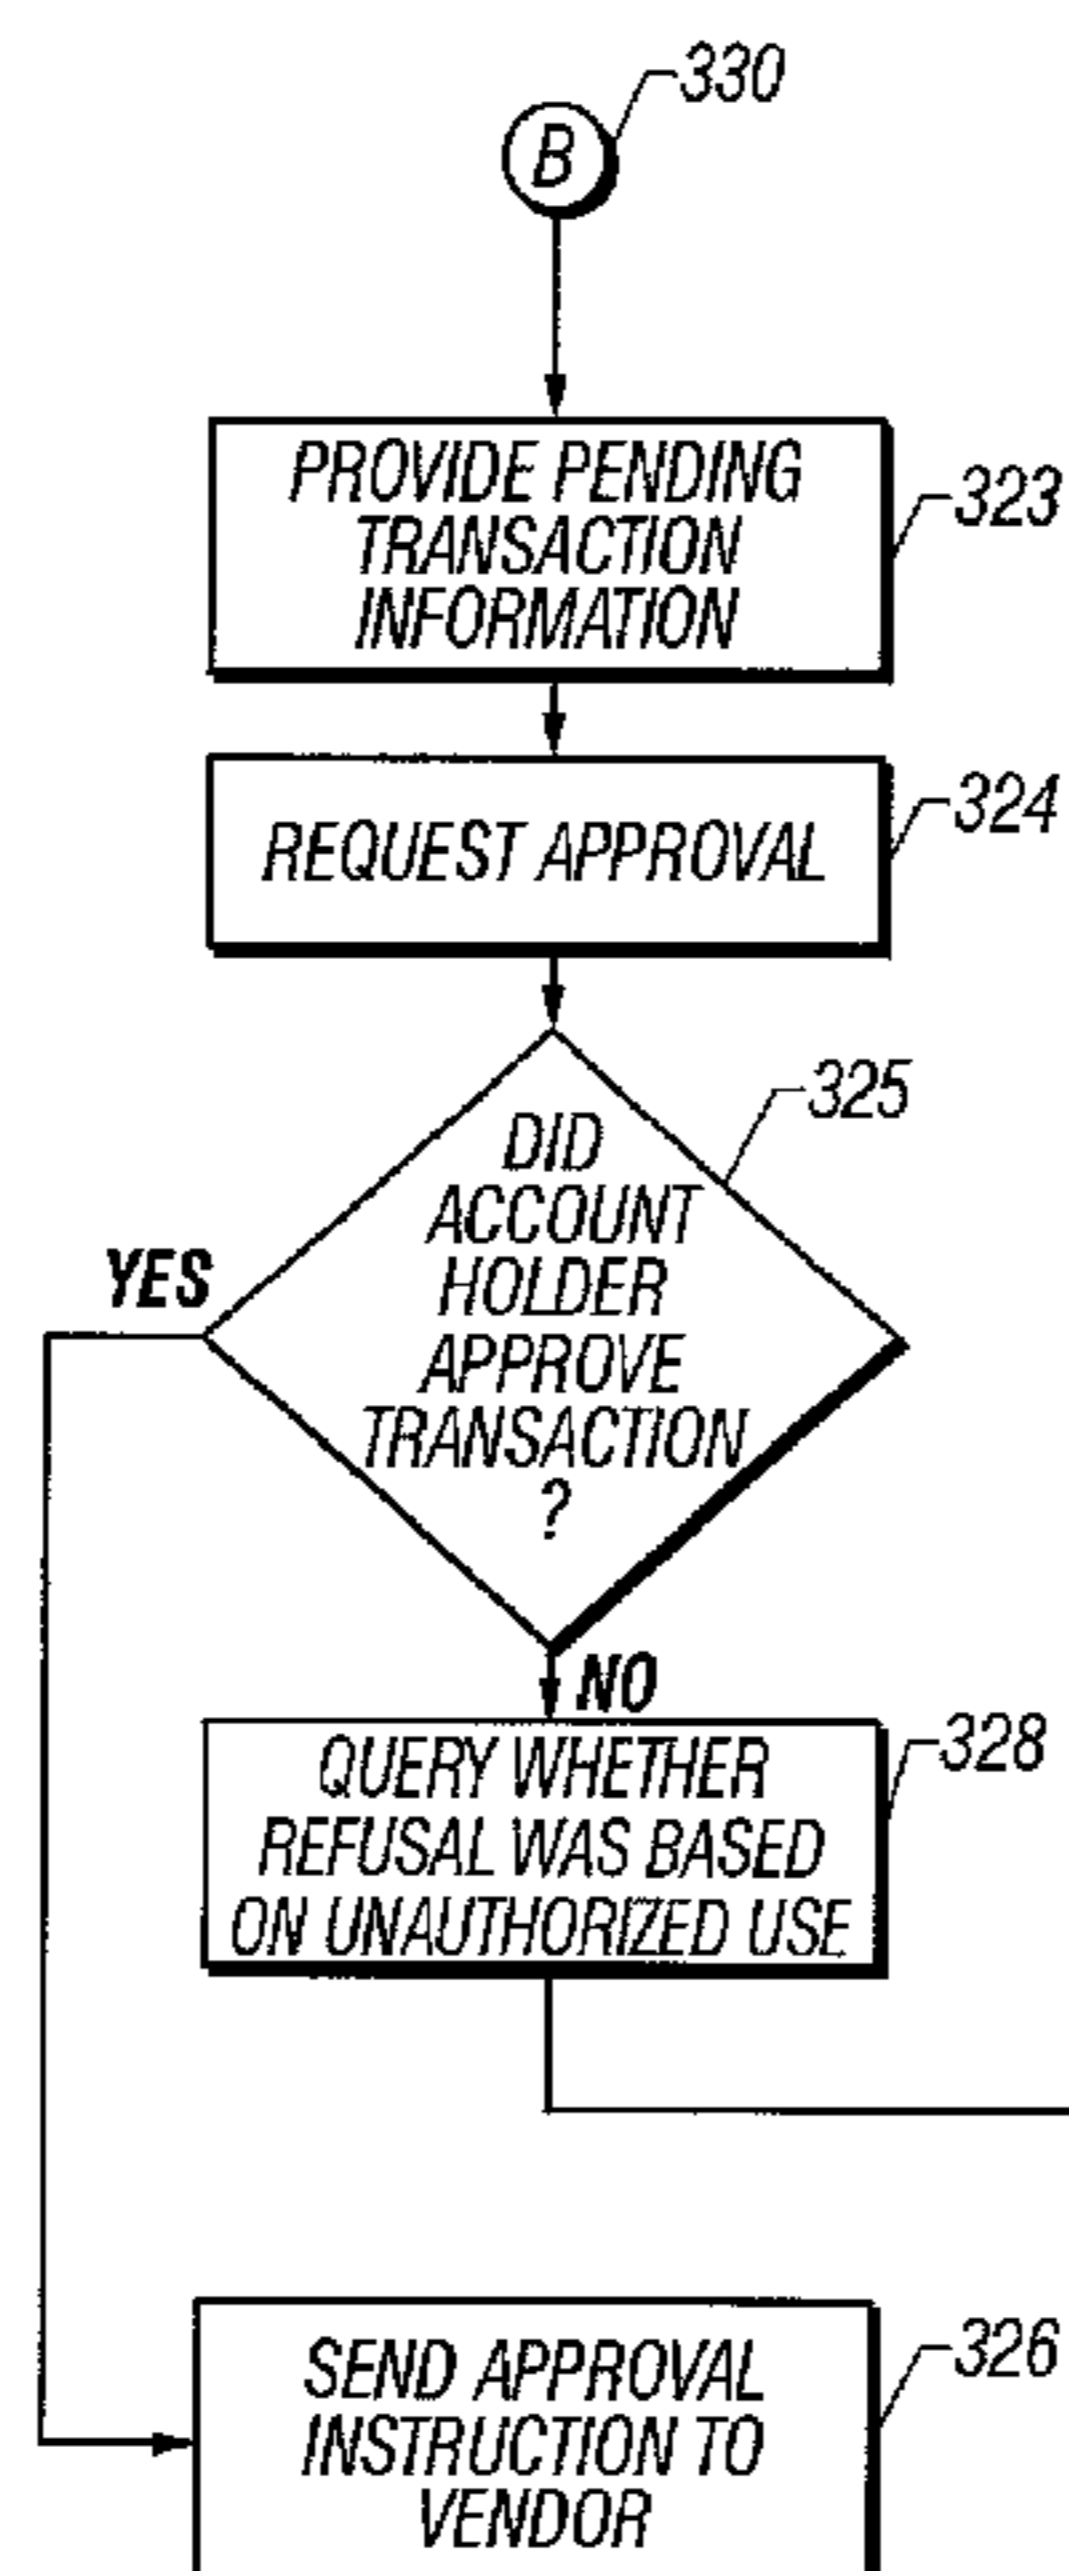 330
B
PROVIDE PENDING
TRANSACTION
INFORMATION
323
REQUEST APPROVAL
324
325
DID
ACCOUNT
HOLDER
APPROVE
TRANSACTION
?
YES
NO
QUERY WHETHER
REFUSAL WAS BASED
ON UNAUTHORIZED USE
328
SEND APPROVAL
INSTRUCTION TO
VENDOR
326